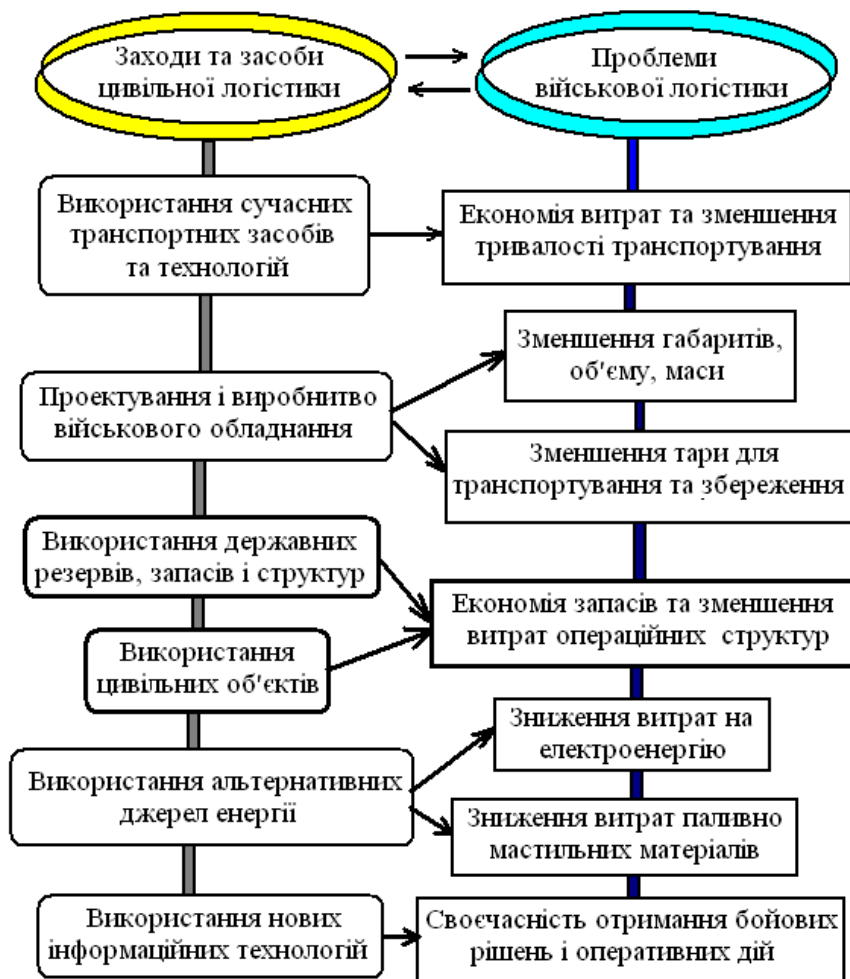 Заходи та засоби
цивільної логістики
Проблеми
військової логістики
Використання сучасних
транспортних засобів
та технологій
Економія витрат та зменшення
тривалості транспортування
Зменшення габаритів,
об'єму, маси
Проектування і виробнитво
військового обладнання
Зменшення тари для
транспортування та збереження
Використання державних
резервів, запасів і структур
Економія запасів та зменшення
витрат операційних структур
Використання
цивільних об'єктів
Зниження витрат на
електроенергію
Використання альтернативних
джерел енергії
Зниження витрат паливно
мастильних матеріалів
Використання нових
інформаційних технологій
Своєчасність отримання бойових
рішень і оперативних дій